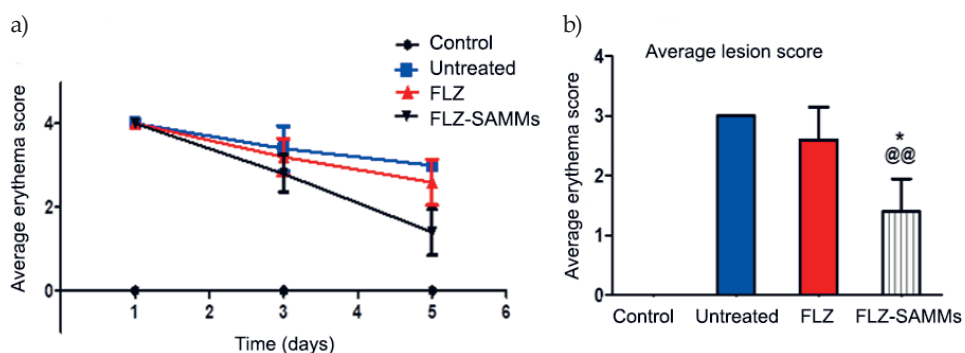 a)
Control
Untreated
FLZ
FLZ-SAMMs
Average erythema score
4
2
0
1
2
3
4
5
6
Time (days)
b)
Average lesion score
Average erythema score
4
3
2
1
0
*
@@
Control
Untreated
FLZ
FLZ-SAMMs